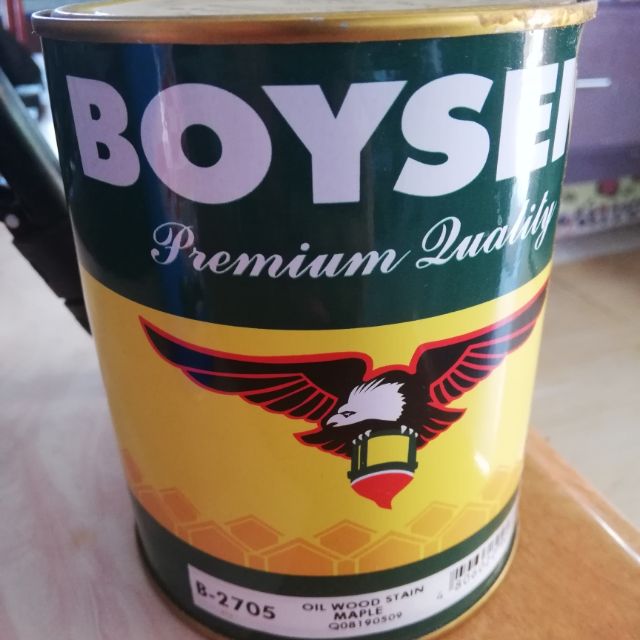 BOYSE
Premium Quality
B-2705
OIL WOOD STAIN
MAPLE
Q08190509